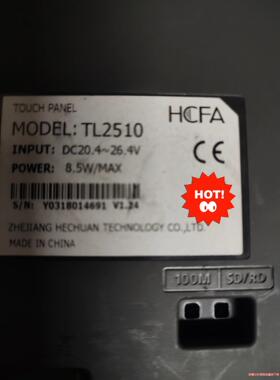 TOUCH PANEL
HCFA
MODEL: TL2510
INPUT: DC20.4~26.4V
CE
POWER: 8.5W/MAX
HOT!
S/N: Y0318014691 V1.24
ZHEJIANG HECHUAN TECHNOLOGY CO.,LTD.
MADE IN CHINA
100M SD/RD